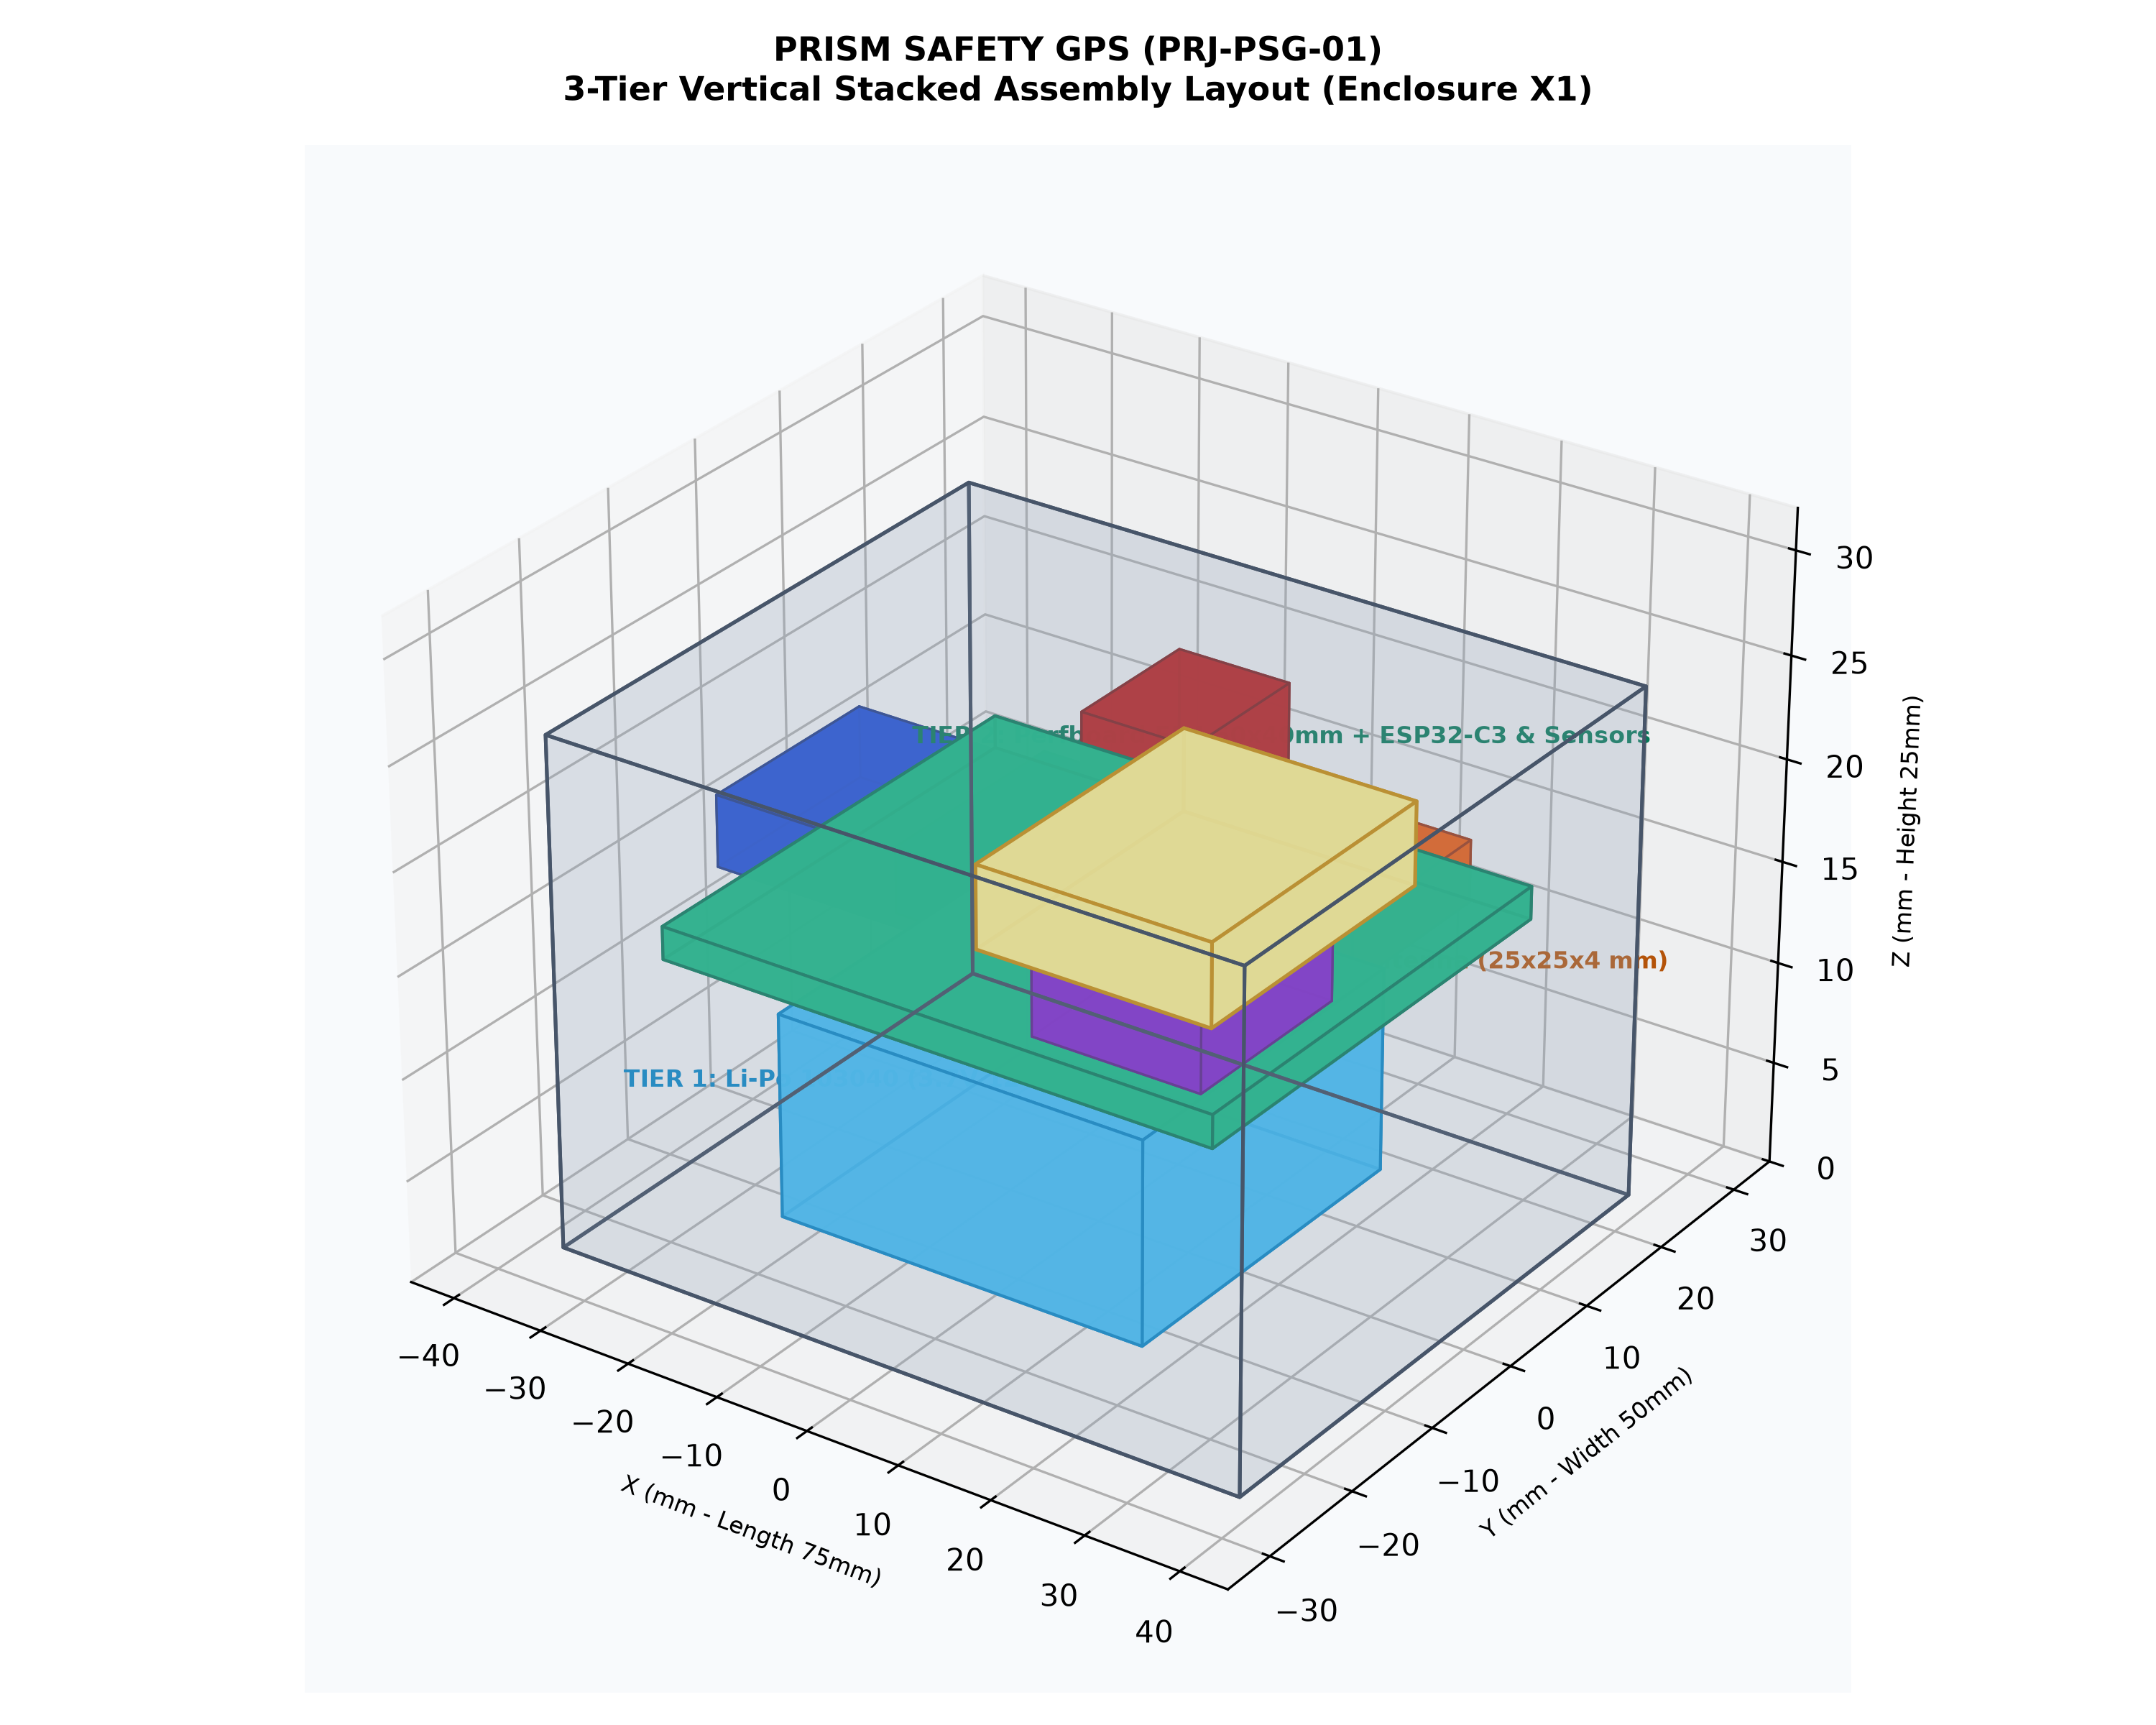 PRISM SAFETY GPS (PRJ-PSG-01)
3-Tier Vertical Stacked Assembly Layout (Enclosure X1)
30
25
20
15
10
5
0
Z (mm - Height 25mm)
TIER mm + ESP32-C3 & Sensors
(25x25x4 mm)
TIER 1:
−40
−30
−20
−10
0
10
20
30
40
X (mm - Length 75mm)
30
20
10
0
−10
−20
−30
Y (mm - Width 50mm)